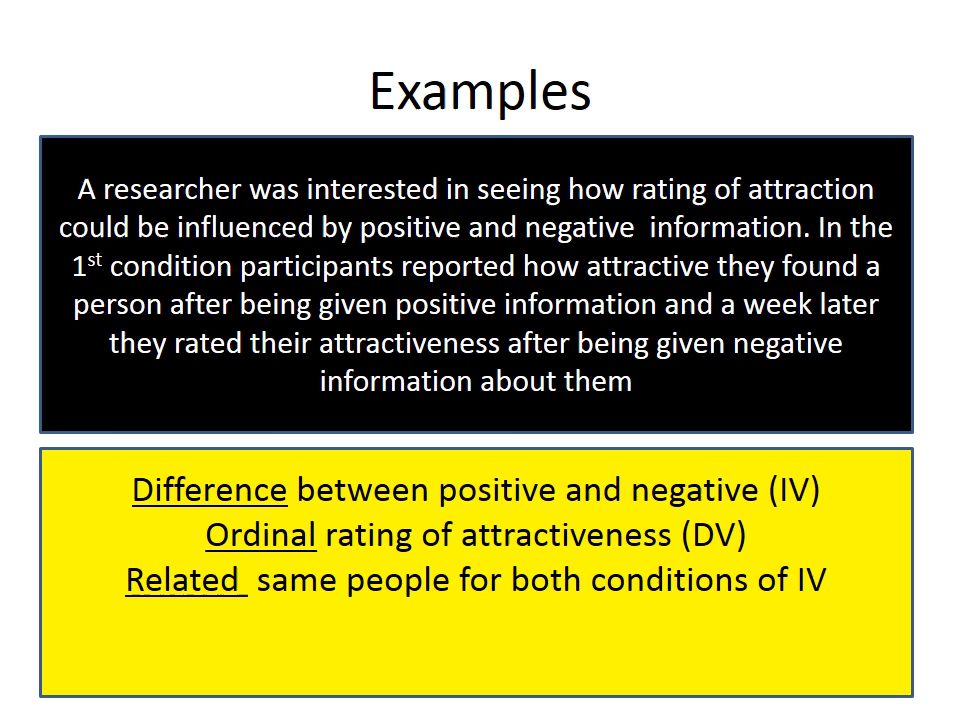 Examples
A researcher was interested in seeing how rating of attraction
could be influenced by positive and negative  information. In the
1st condition participants reported how attractive they found a
person after being given positive information and a week later
they rated their attractiveness after being given negative
information about them
Difference between positive and negative (IV)
Ordinal rating of attractiveness (DV)
Related  same people for both conditions of IV